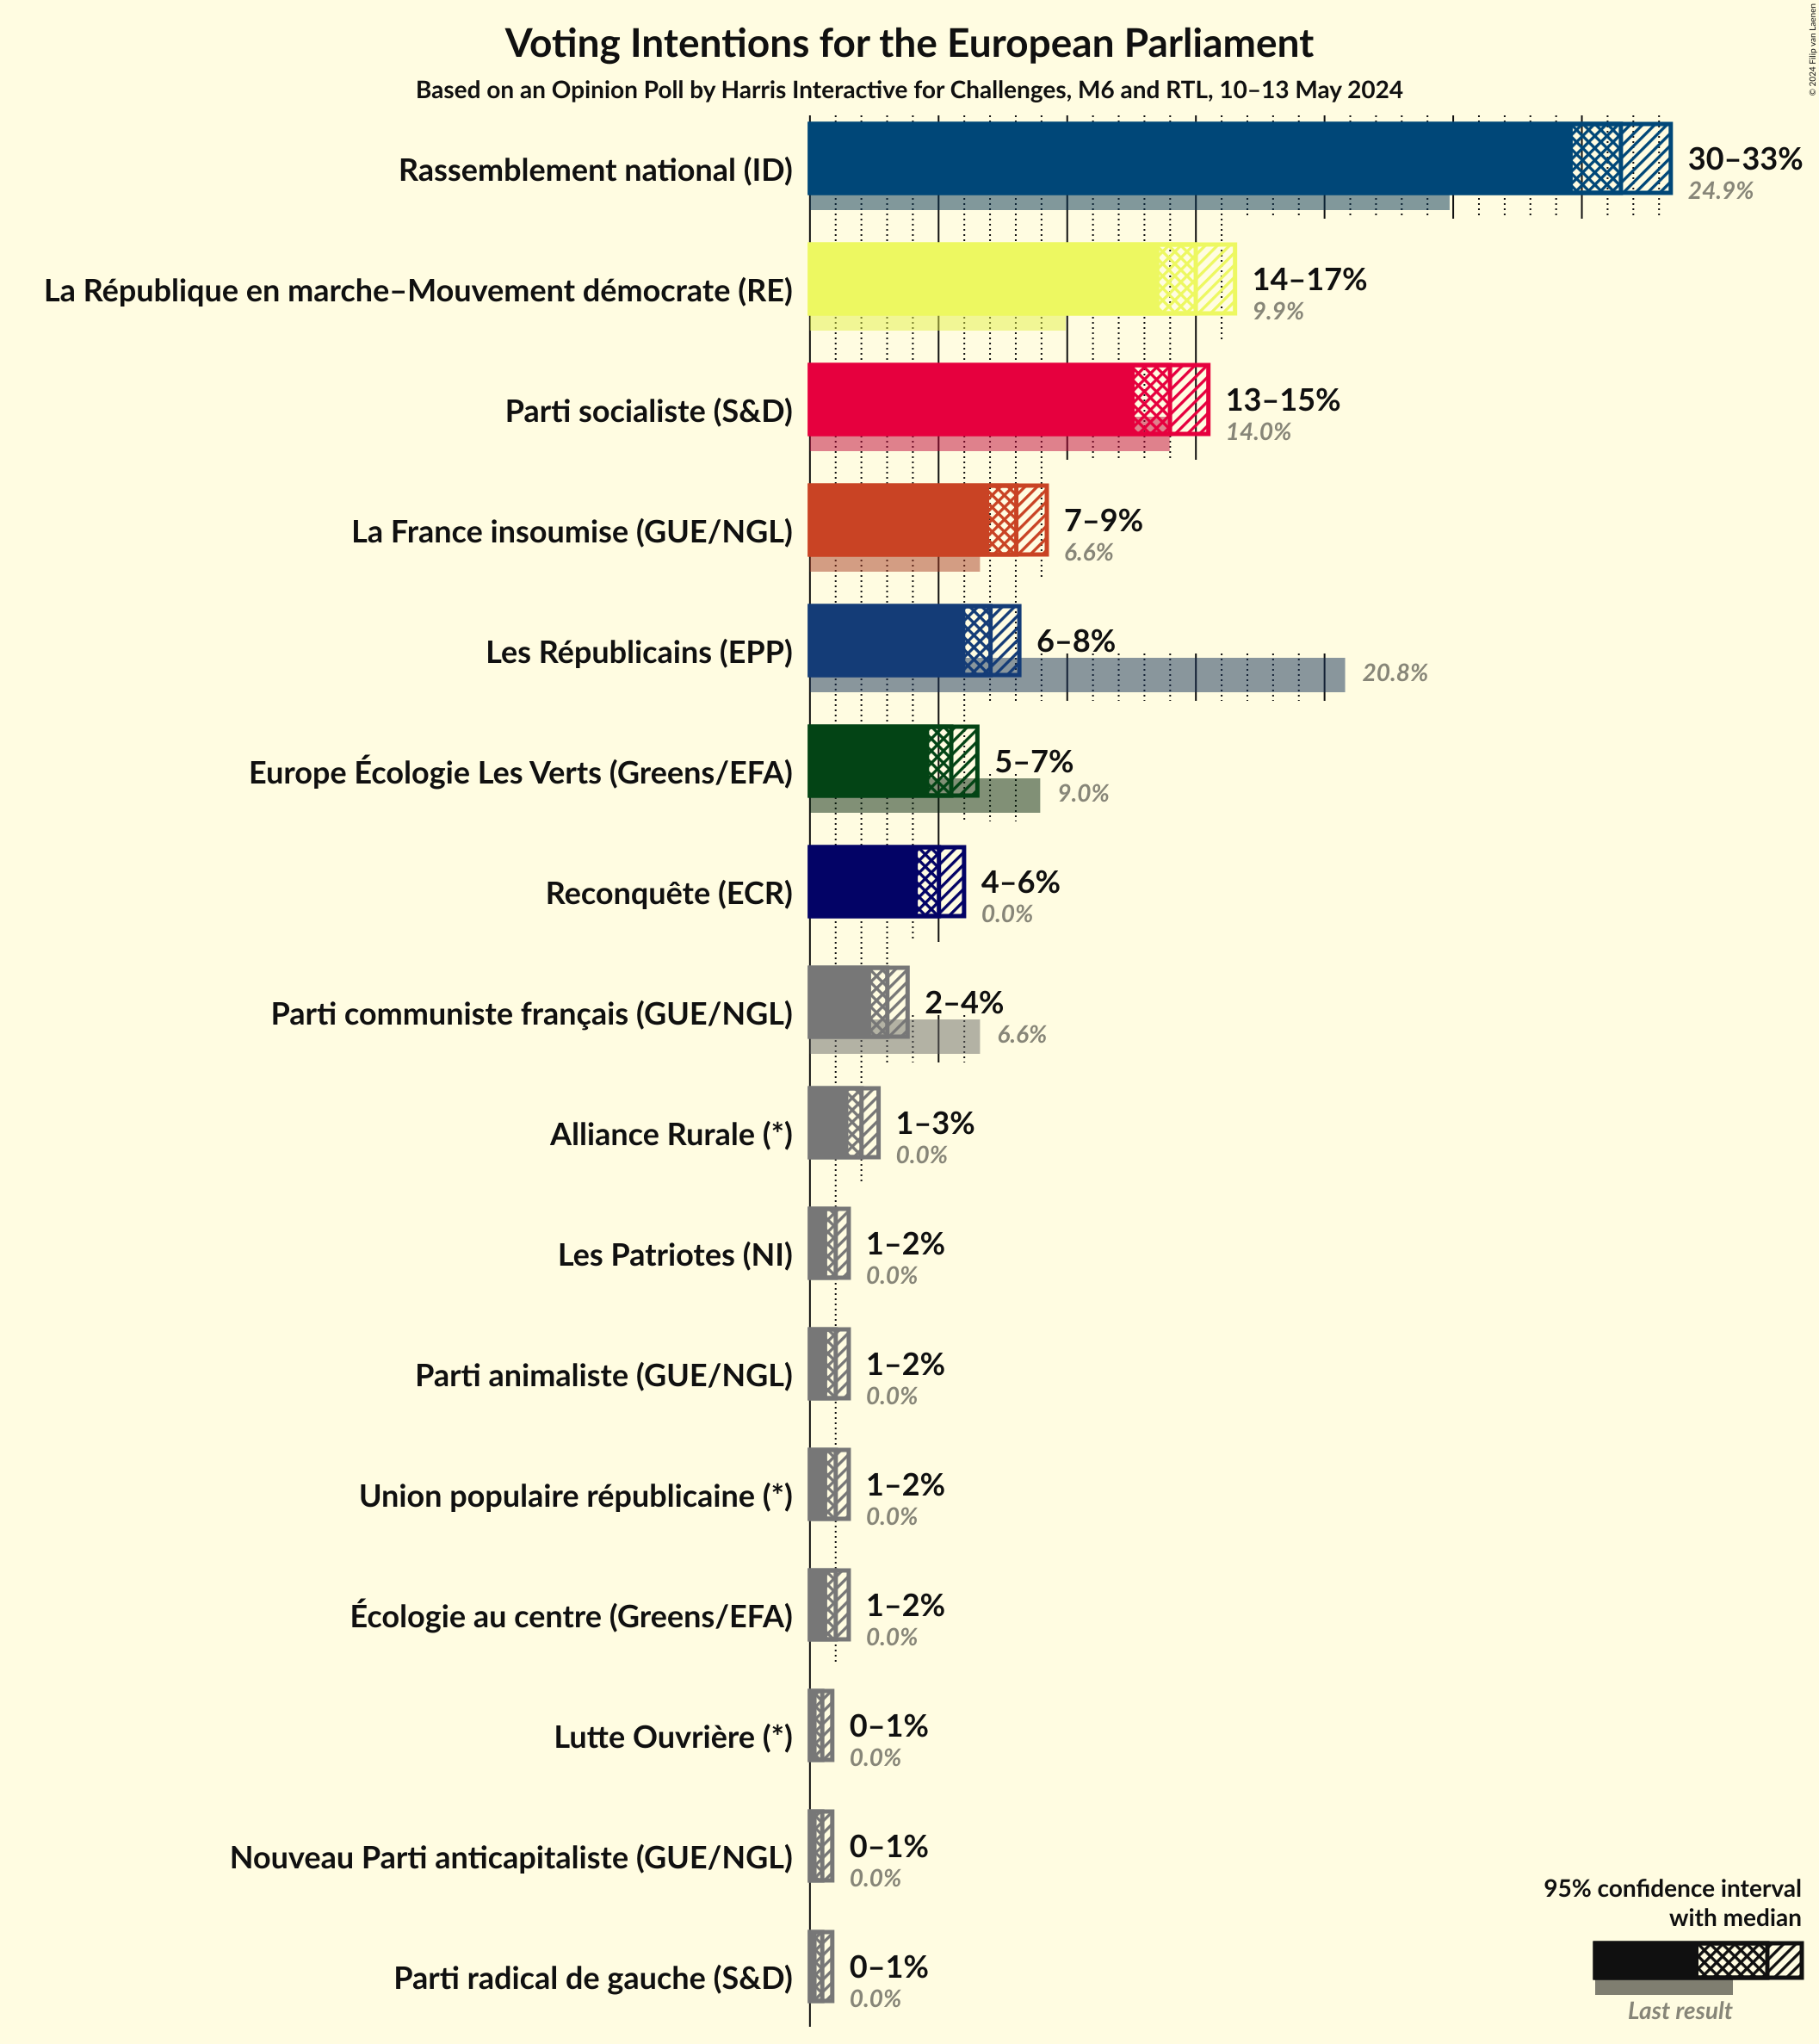 © 2024 Filip van Laenen
Voting Intentions for the European Parliament
Based on an Opinion Poll by Harris Interactive for Challenges, M6 and RTL, 10–13 May 2024
Rassemblement national (ID)
30–33%
24.9%
La République en marche–Mouvement démocrate (RE)
14–17%
9.9%
Parti socialiste (S&D)
13–15%
14.0%
La France insoumise (GUE/NGL)
7–9%
6.6%
Les Républicains (EPP)
6–8%
20.8%
Europe Écologie Les Verts (Greens/EFA)
5–7%
9.0%
Reconquête (ECR)
4–6%
0.0%
Parti communiste français (GUE/NGL)
2–4%
6.6%
Alliance Rurale (*)
1–3%
0.0%
Les Patriotes (NI)
1–2%
0.0%
Parti animaliste (GUE/NGL)
1–2%
0.0%
Union populaire républicaine (*)
1–2%
0.0%
Écologie au centre (Greens/EFA)
1–2%
0.0%
Lutte Ouvrière (*)
0–1%
0.0%
Nouveau Parti anticapitaliste (GUE/NGL)
0–1%
0.0%
Parti radical de gauche (S&D)
0–1%
0.0%
95% confidence interval
with median
Last result